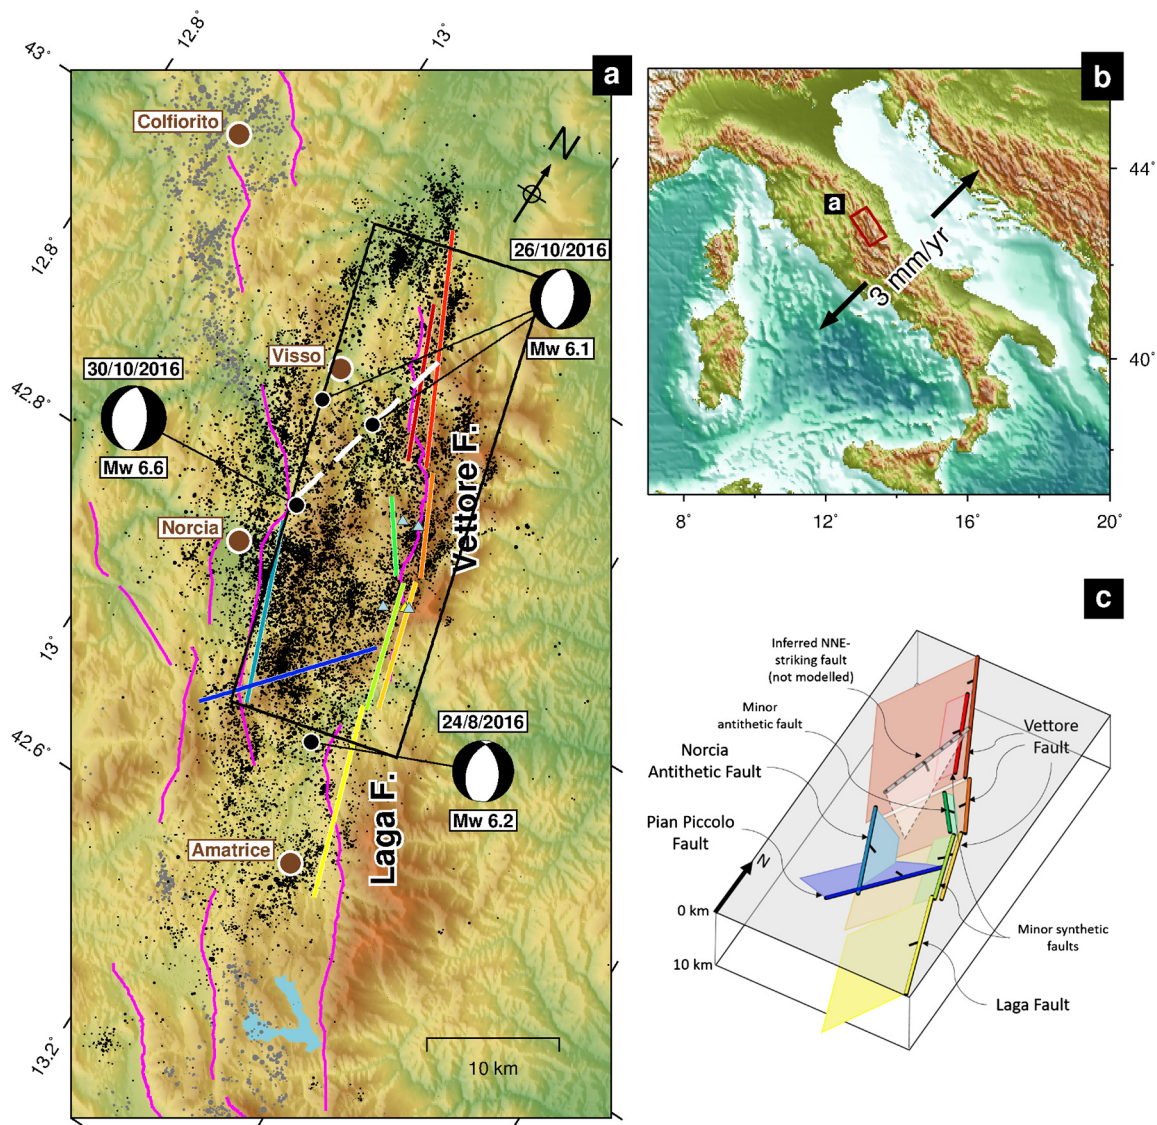 12.8°
13°
43°
a
Colfiorito
N
12.8°
26/10/2016
Mw 6.1
Visso
30/10/2016
Mw 6.6
42.8°
Vettore F.
Norcia
13°
24/8/2016
Mw 6.2
42.6°
Laga F.
Amatrice
13.2°
10 km
b
44°
a
3 mm/yr
40°
8°
12°
16°
20°
c
Inferred NNE-
striking fault
(not modelled)
Minor
antithetic fault
Vettore
Fault
Norcia
Antithetic Fault
Pian Piccolo
Fault
N
0 km
10 km
Minor synthetic
faults
Laga Fault